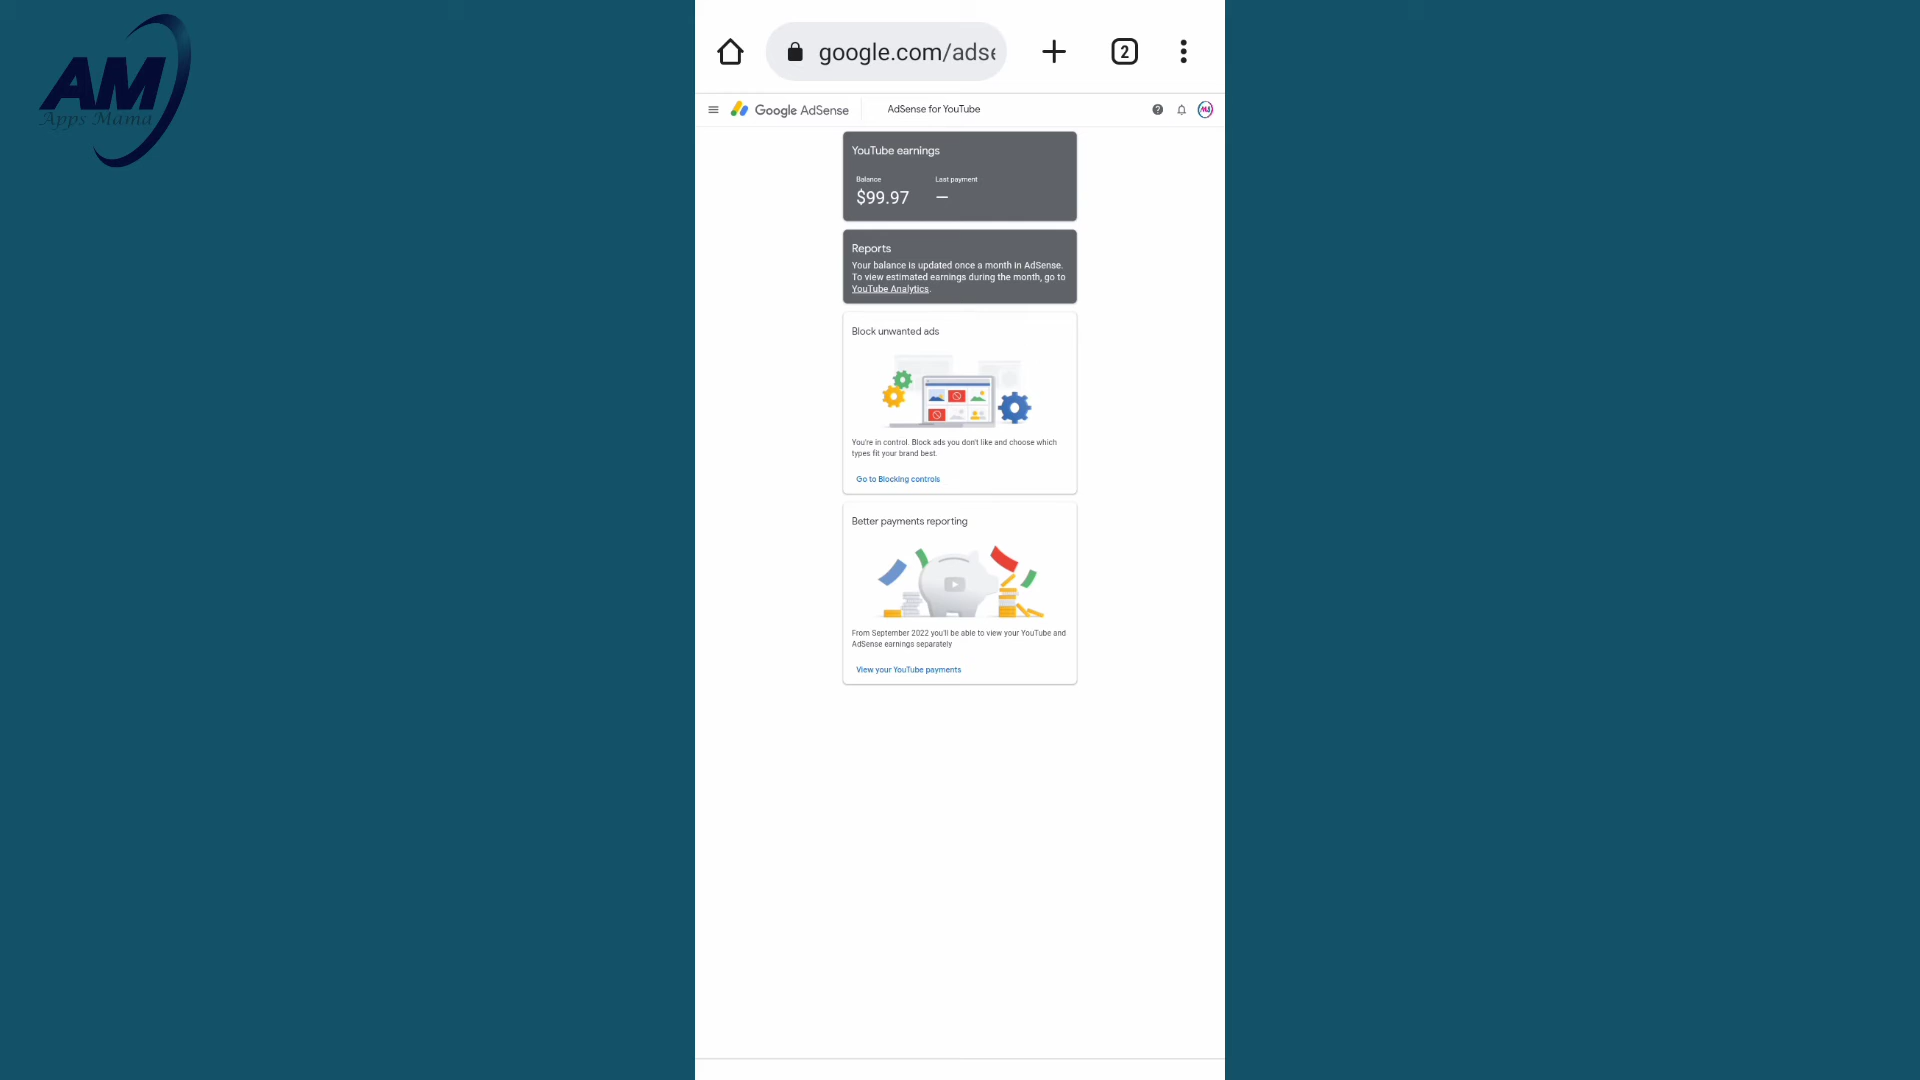 AM
Apps Mama
google.com/adse
2
Google AdSense
AdSense for YouTube
YouTube earnings
Balance
Last payment
$99.97
—
Reports
Your balance is updated once a month in AdSense.
To view estimated earnings during the month, go to
YouTube Analytics.
Block unwanted ads
You're in control. Block ads you don't like and choose which
types fit your brand best.
Go to Blocking controls
Better payments reporting
From September 2022 you'll be able to view your YouTube and
AdSense earnings separately
View your YouTube payments